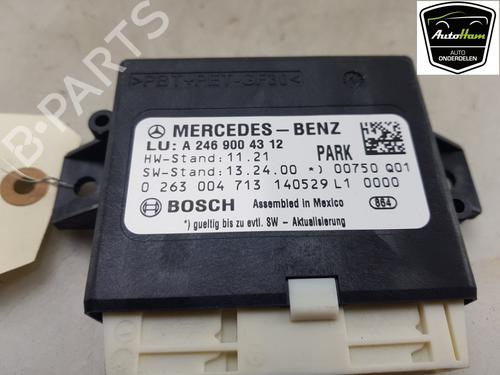 AutoHam
AUTO
ONDERDELEN
B-PARTS
>PBT+PET-GF30<
MERCEDES-BENZ
LU: A 246 900 43 12
HW-Stand: 11.21 PARK
SW-Stand: 13.24.00 *) 00750 Q01
0 263 004 713 140529 L1 0000
BOSCH Assembled in Mexico 864
*) gueltig bis zu evtl. SW - Aktualisierung